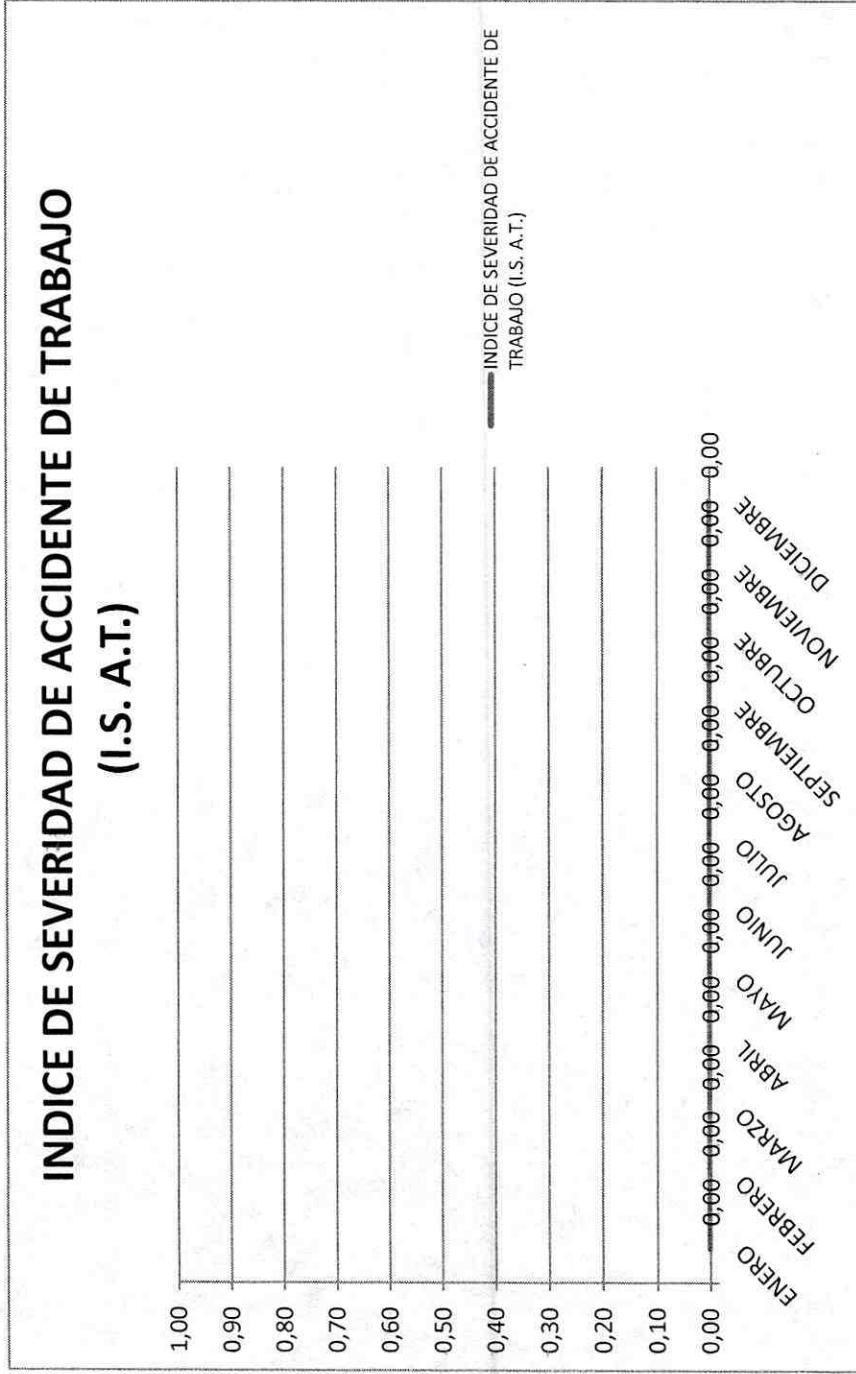 INDICE DE SEVERIDAD DE ACCIDENTE DE TRABAJO
(I.S. A.T.)
1,00
0,90
0,80
0,70
0,60
0,50
0,40
0,30
0,20
0,10
0,00
0,00 0,00 0,00 0,00 0,00 0,00 0,00 0,00 0,00 0,00 0,00 0,00
ENERO FEBRERO MARZO ABRIL MAYO JUNIO JULIO AGOSTO SEPTIEMBRE OCTUBRE NOVIEMBRE DICIEMBRE
INDICE DE SEVERIDAD DE ACCIDENTE DE
TRABAJO (I.S. A.T.)